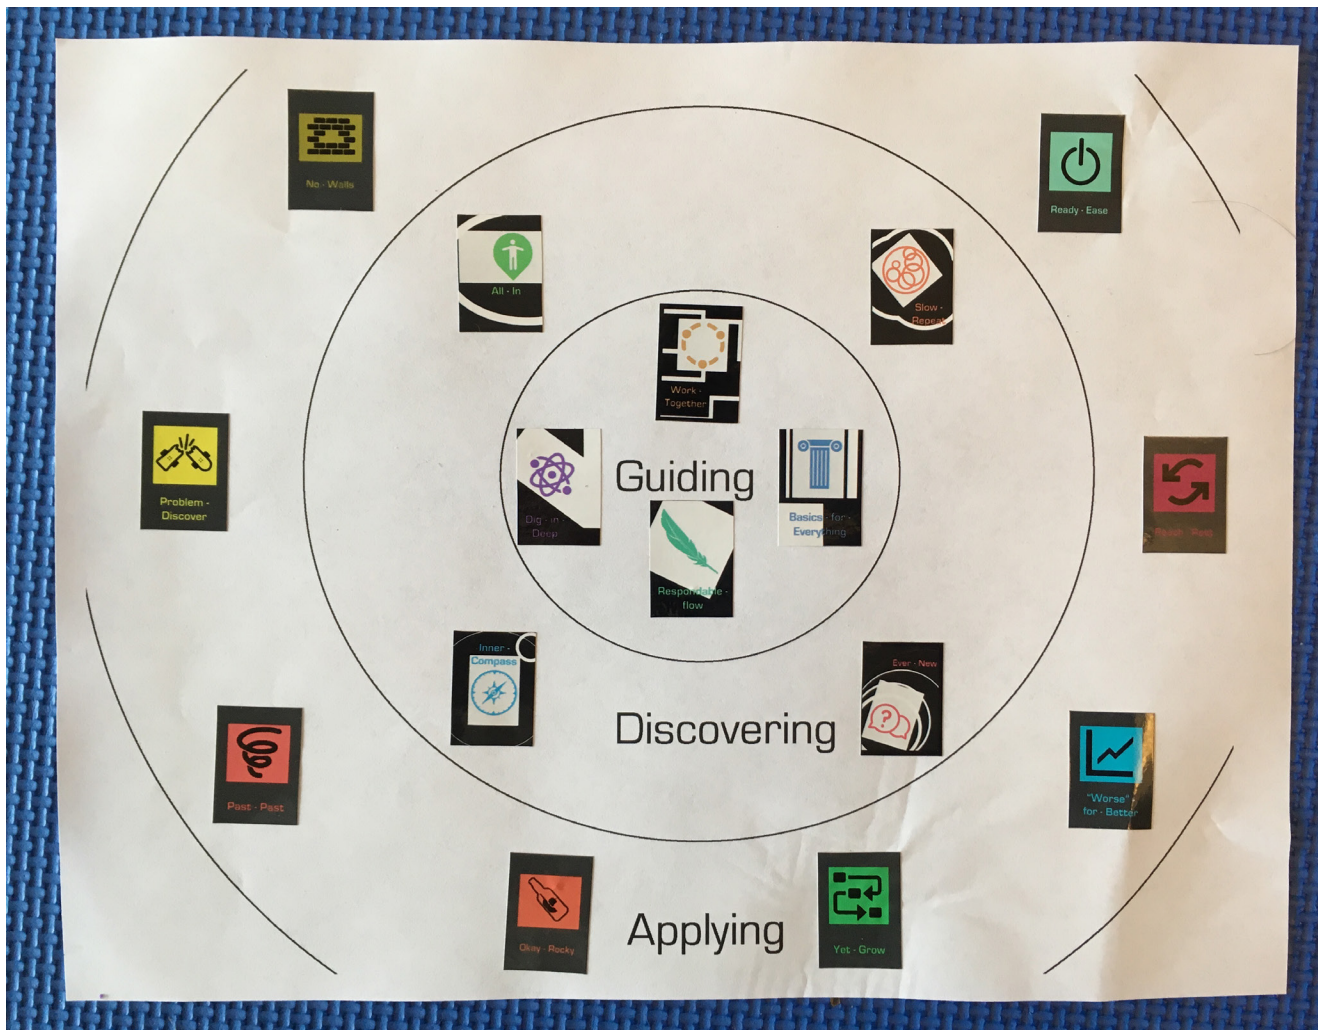 No - Walls
Ready - Ease
All - In
Slow -
Repeat
Work -
Together
Guiding
Problem -
Discover
Dig - in -
Deep
Basics - for -
Everything
Respondable -
flow
Inner -
Compass
Ever - New
Discovering
Past - Past
"Worse" -
for - Better
Okay - Rocky
Applying
Yet - Grow